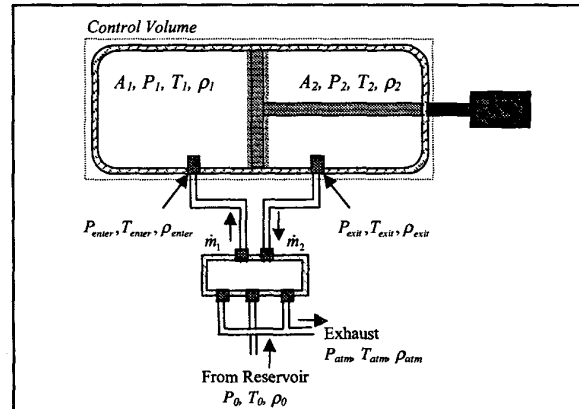 Control Volume
A1, P1, T1, ρ1
A2, P2, T2, ρ2
Penter, Tenter, ρenter
ṁ1
ṁ2
Pexit, Texit, ρexit
Exhaust
Patm, Tatm, ρatm
From Reservoir
P0, T0, ρ0